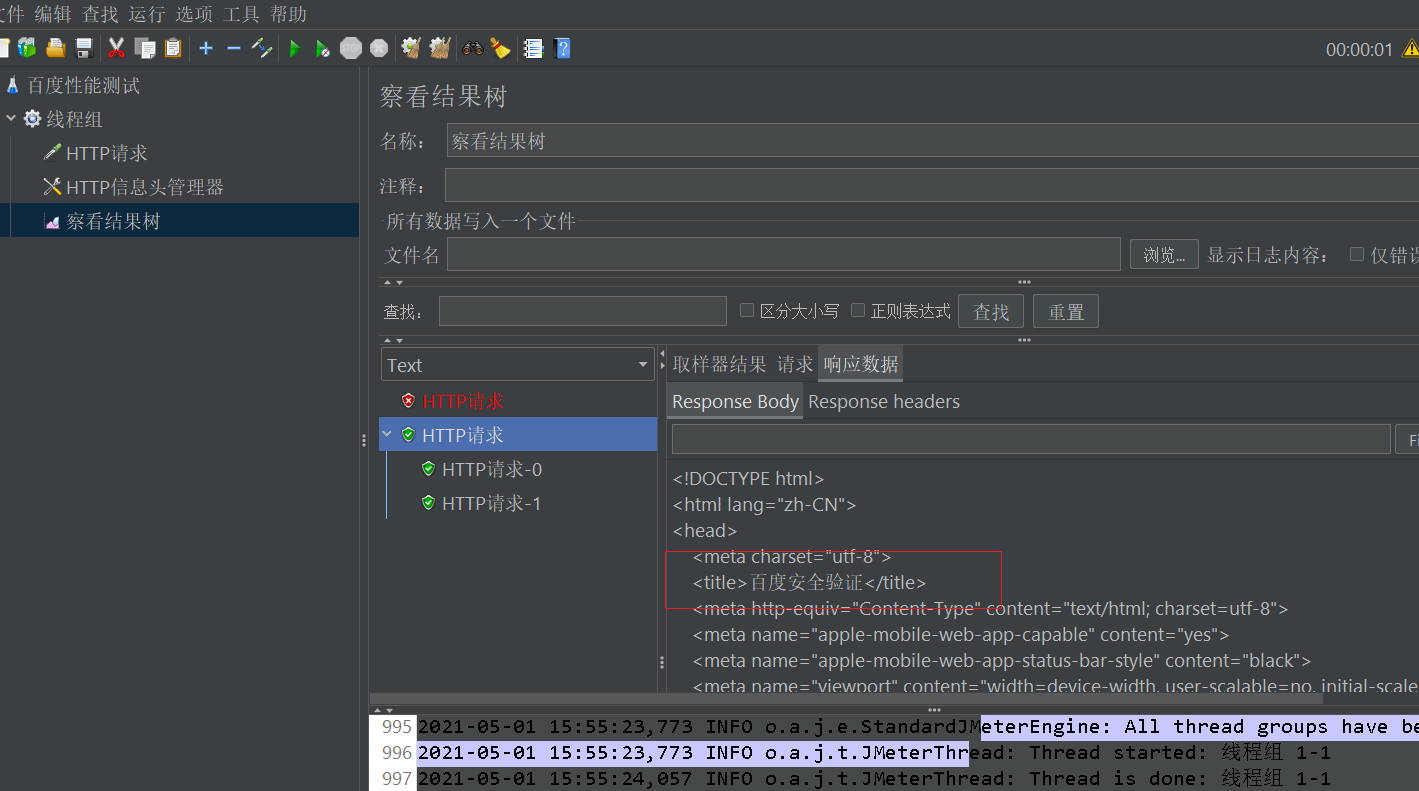 文件 编辑 查找 运行 选项 工具 帮助
STOP
00:00:01
百度性能测试
线程组
HTTP请求
HTTP信息头管理器
察看结果树
察看结果树
名称： 察看结果树
注释：
所有数据写入一个文件
文件名 浏览... 显示日志内容： 仅错误
查找： 区分大小写 正则表达式 查找 重置
Text
取样器结果 请求 响应数据
HTTP请求
HTTP请求
HTTP请求-0
HTTP请求-1
Response Body Response headers
Fi
<!DOCTYPE html>
<html lang="zh-CN">
<head>
<meta charset="utf-8">
<title>百度安全验证</title>
<meta http-equiv="Content-Type" content="text/html; charset=utf-8">
<meta name="apple-mobile-web-app-capable" content="yes">
<meta name="apple-mobile-web-app-status-bar-style" content="black">
<meta name="viewport" content="width=device-width, user-scalable=no, initial-scale
995 2021-05-01 15:55:23,773 INFO o.a.j.e.StandardJMeterEngine: All thread groups have be
996 2021-05-01 15:55:23,773 INFO o.a.j.t.JMeterThread: Thread started: 线程组 1-1
997 2021-05-01 15:55:24,057 INFO o.a.j.t.JMeterThread: Thread is done: 线程组 1-1